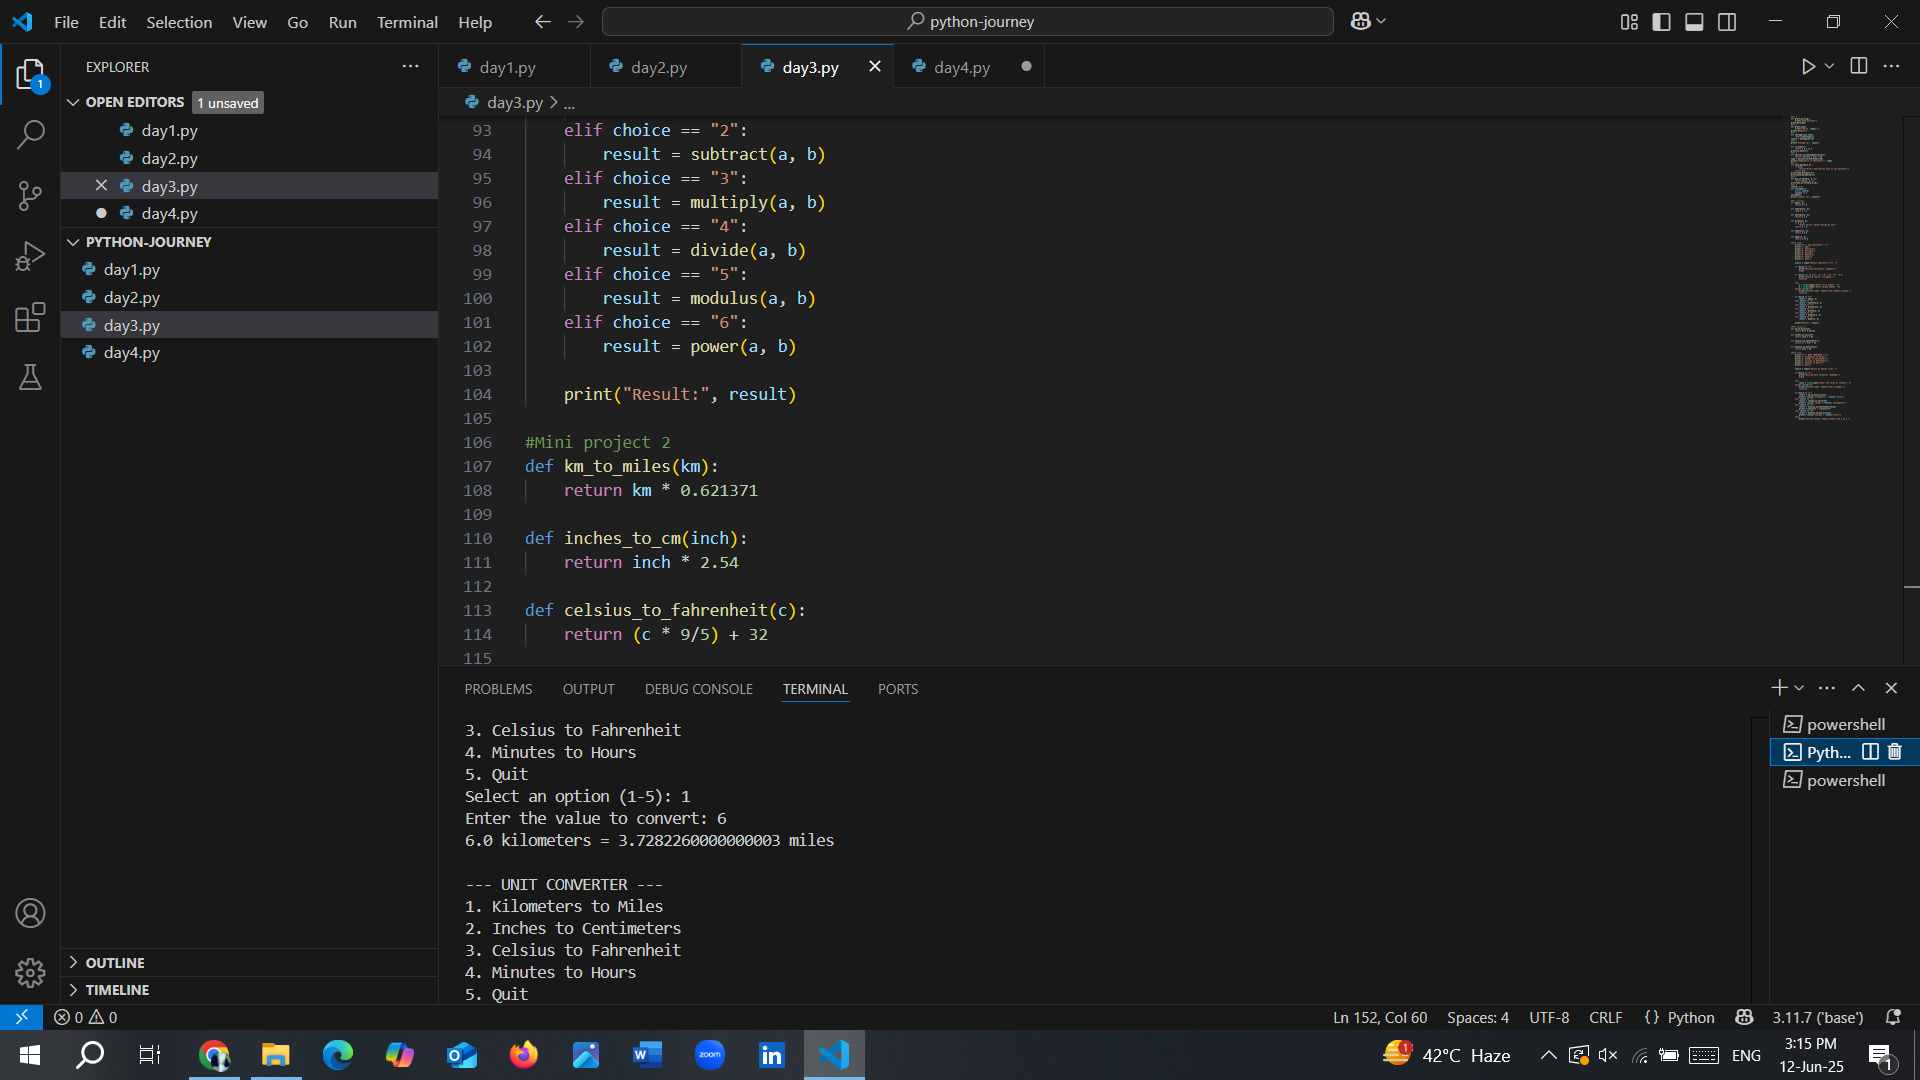 File Edit Selection View Go Run Terminal Help
python-journey
EXPLORER
OPEN EDITORS 1 unsaved
day1.py
day2.py
day3.py
day4.py
PYTHON-JOURNEY
day1.py
day2.py
day3.py
day4.py
OUTLINE
TIMELINE
1
day1.py day2.py day3.py day4.py
day3.py > ...
93 elif choice == "2":
94 result = subtract(a, b)
95 elif choice == "3":
96 result = multiply(a, b)
97 elif choice == "4":
98 result = divide(a, b)
99 elif choice == "5":
100 result = modulus(a, b)
101 elif choice == "6":
102 result = power(a, b)
103
104 print("Result:", result)
105
106 #Mini project 2
107 def km_to_miles(km):
108 return km * 0.621371
109
110 def inches_to_cm(inch):
111 return inch * 2.54
112
113 def celsius_to_fahrenheit(c):
114 return (c * 9/5) + 32
115
PROBLEMS OUTPUT DEBUG CONSOLE TERMINAL PORTS
3. Celsius to Fahrenheit
4. Minutes to Hours
5. Quit
Select an option (1-5): 1
Enter the value to convert: 6
6.0 kilometers = 3.7282260000000003 miles
--- UNIT CONVERTER ---
1. Kilometers to Miles
2. Inches to Centimeters
3. Celsius to Fahrenheit
4. Minutes to Hours
5. Quit
powershell
Pyth...
powershell
0 0
Ln 152, Col 60 Spaces: 4 UTF-8 CRLF {} Python 3.11.7 ('base')
W zoom in
1 42°C Haze ENG
3:15 PM
12-Jun-25
1